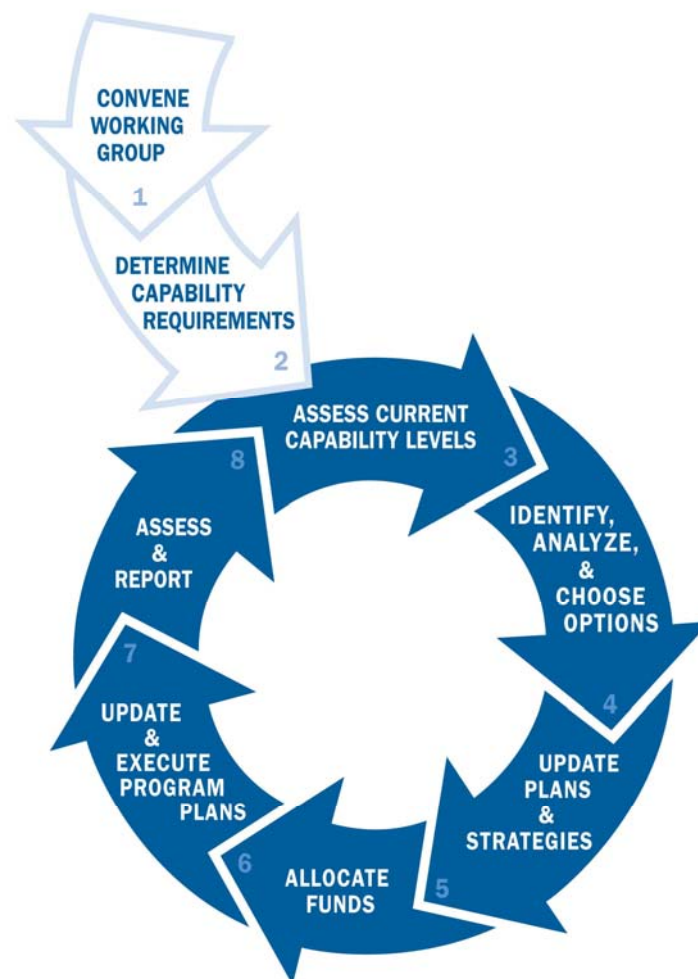 CONVENE
WORKING
GROUP
1
DETERMINE
CAPABILITY
REQUIREMENTS
2
ASSESS CURRENT
CAPABILITY LEVELS
3
IDENTIFY,
ANALYZE,
&
CHOOSE
OPTIONS
4
UPDATE
PLANS
&
STRATEGIES
5
ALLOCATE
FUNDS
6
UPDATE
&
EXECUTE
PROGRAM
PLANS
7
ASSESS
&
REPORT
8